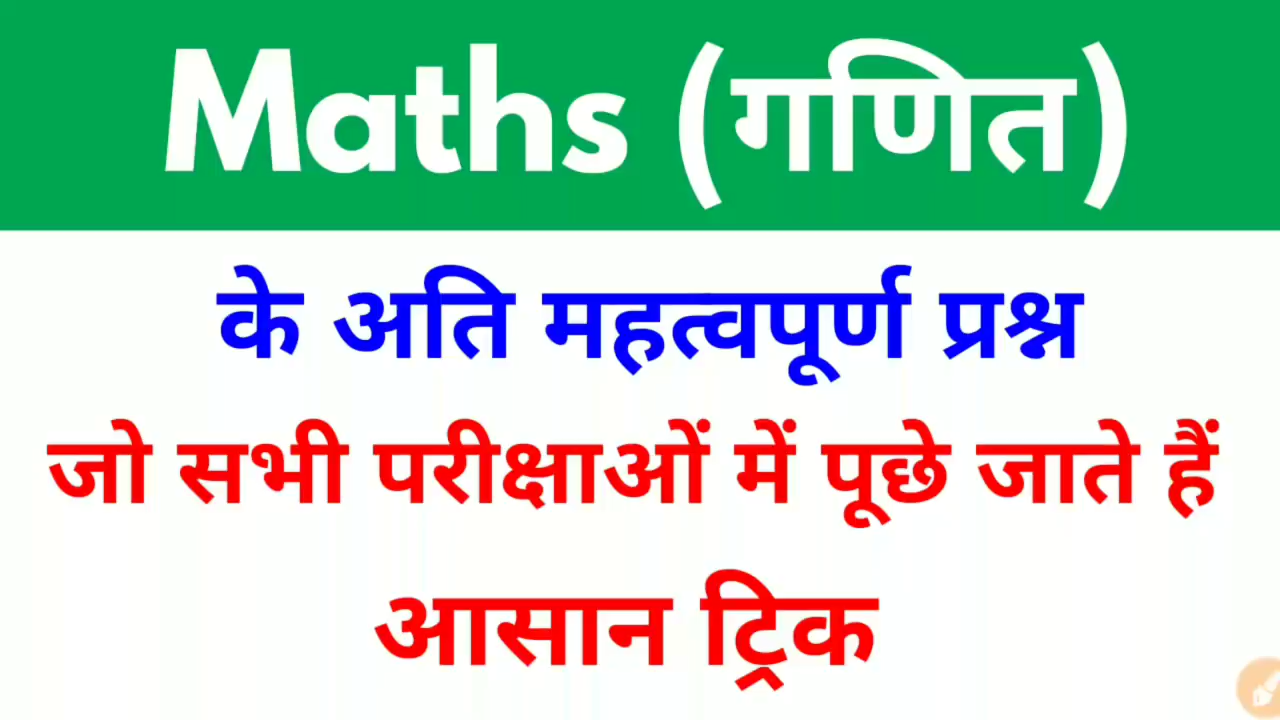 Maths (गणित)
के अति महत्वपूर्ण प्रश्न
जो सभी परीक्षाओं में पूछे जाते हैं
आसान ट्रिक